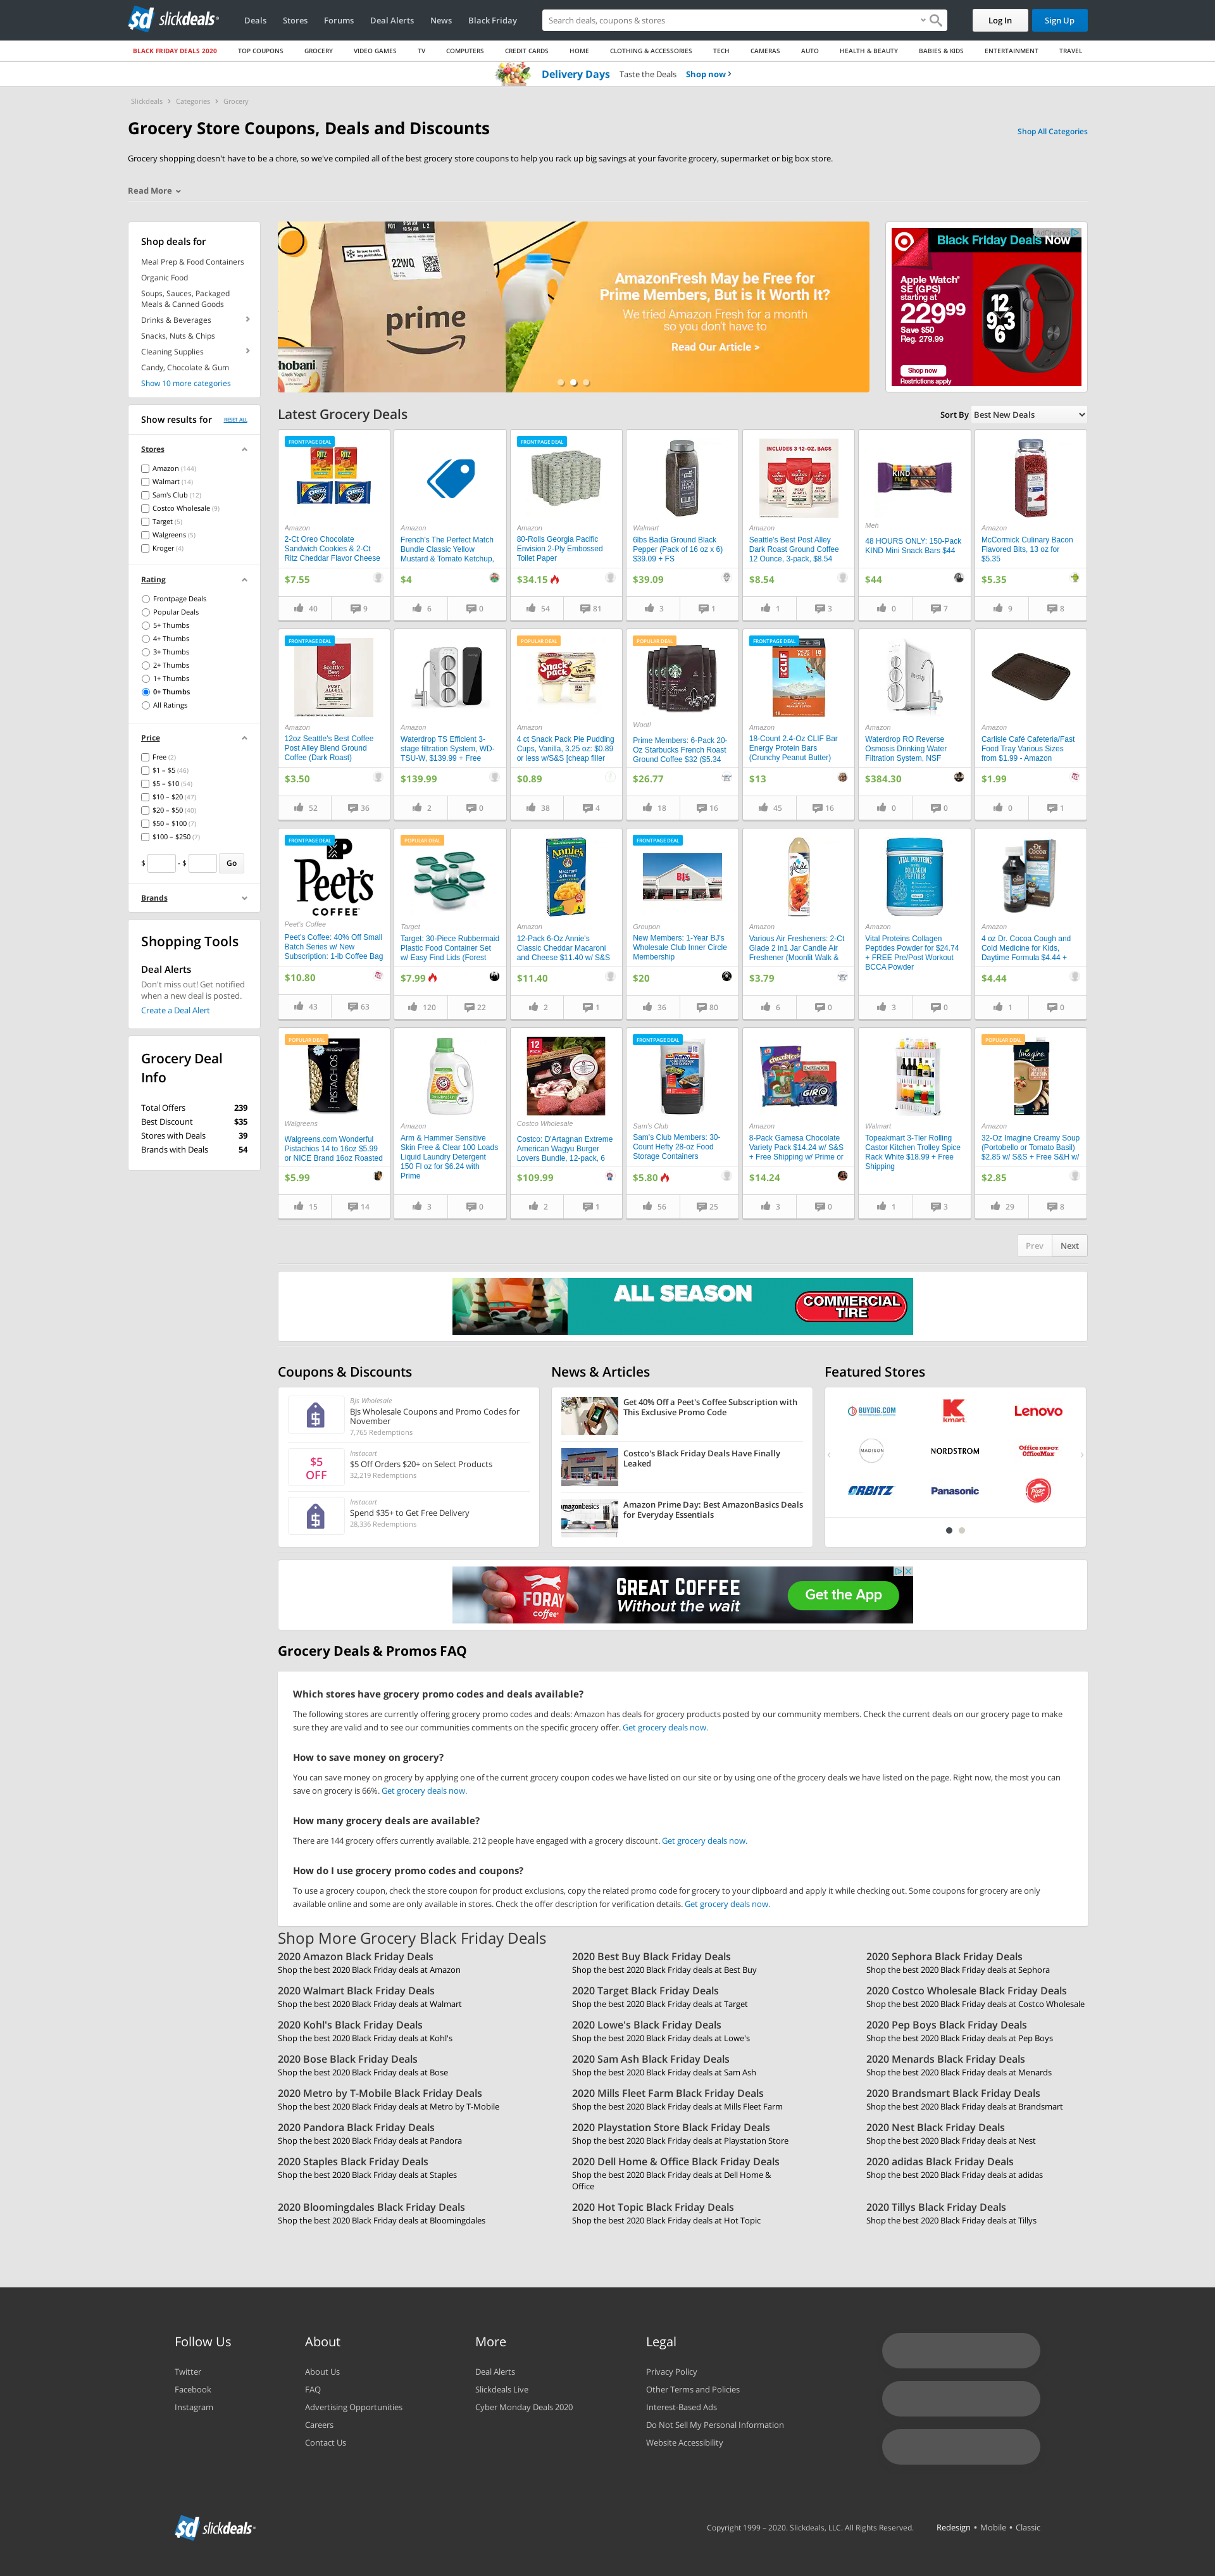 slickdeals
Deals
Stores
Forums
Deal Alerts
News
Black Friday
Search deals, coupons & stores
Log In
Sign Up
BLACK FRIDAY DEALS 2020
TOP COUPONS
GROCERY
VIDEO GAMES
TV
COMPUTERS
CREDIT CARDS
HOME
CLOTHING & ACCESSORIES
TECH
CAMERAS
AUTO
HEALTH & BEAUTY
BABIES & KIDS
ENTERTAINMENT
TRAVEL
Delivery Days
Taste the Deals
Shop now
Slickdeals
Categories
Grocery
Grocery Store Coupons, Deals and Discounts
Shop All Categories
Grocery shopping doesn't have to be a chore, so we've compiled all of the best grocery store coupons to help you rack up big savings at your favorite grocery, supermarket or big box store.
Read More
Shop deals for
Meal Prep & Food Containers
Organic Food
Soups, Sauces, Packaged
Meals & Canned Goods
Drinks & Beverages
Snacks, Nuts & Chips
Cleaning Supplies
Candy, Chocolate & Gum
Show 10 more categories
Show results for
RESET ALL
Stores
Amazon (144)
Walmart (14)
Sam's Club (12)
Costco Wholesale (9)
Target (5)
Walgreens (5)
Kroger (4)
Rating
Frontpage Deals
Popular Deals
5+ Thumbs
4+ Thumbs
3+ Thumbs
2+ Thumbs
1+ Thumbs
0+ Thumbs
All Ratings
Price
Free (2)
$1 – $5 (46)
$5 – $10 (54)
$10 – $20 (47)
$20 – $50 (40)
$50 – $100 (7)
$100 – $250 (7)
$ - $ Go
Brands
Shopping Tools
Deal Alerts
Don't miss out! Get notified
when a new deal is posted.
Create a Deal Alert
Grocery Deal
Info
Total Offers 239
Best Discount $35
Stores with Deals 39
Brands with Deals 54
22WQ
prime
hobani
AmazonFresh May be Free for
Prime Members, But is It Worth It?
We tried Amazon Fresh for a month
so you don't have to
Read Our Article >
AdChoices
Black Friday Deals Now
Apple Watch
SE (GPS)
starting at
229.99
Save $50
Reg. 279.99
Shop now
Restrictions apply
Latest Grocery Deals
Sort By
Best New Deals
FRONTPAGE DEAL
Amazon
2-Ct Oreo Chocolate
Sandwich Cookies & 2-Ct
Ritz Cheddar Flavor Cheese
$7.55
40
9
Amazon
French's The Perfect Match
Bundle Classic Yellow
Mustard & Tomato Ketchup,
$4
6
0
FRONTPAGE DEAL
Amazon
80-Rolls Georgia Pacific
Envision 2-Ply Embossed
Toilet Paper
$34.15
54
81
Walmart
6lbs Badia Ground Black
Pepper (Pack of 16 oz x 6)
$39.09 + FS
$39.09
3
1
INCLUDES 3 12-OZ. BAGS
Amazon
Seattle's Best Post Alley
Dark Roast Ground Coffee
12 Ounce, 3-pack, $8.54
$8.54
1
3
KIND
Meh
48 HOURS ONLY: 150-Pack
KIND Mini Snack Bars $44
$44
0
7
Amazon
McCormick Culinary Bacon
Flavored Bits, 13 oz for
$5.35
$5.35
9
8
FRONTPAGE DEAL
Seattle's Best
POST ALLEY
Amazon
12oz Seattle's Best Coffee
Post Alley Blend Ground
Coffee (Dark Roast)
$3.50
52
36
Amazon
Waterdrop TS Efficient 3-
stage filtration System, WD-
TSU-W, $139.99 + Free
$139.99
2
0
POPULAR DEAL
Snack Pack
Amazon
4 ct Snack Pack Pie Pudding
Cups, Vanilla, 3.25 oz: $0.89
or less w/S&S [cheap filler
$0.89
38
4
POPULAR DEAL
Woot!
Prime Members: 6-Pack 20-
Oz Starbucks French Roast
Ground Coffee $32 ($5.34
$26.77
18
16
FRONTPAGE DEAL
CLIF
Amazon
18-Count 2.4-Oz CLIF Bar
Energy Protein Bars
(Crunchy Peanut Butter)
$13
45
16
Amazon
Waterdrop RO Reverse
Osmosis Drinking Water
Filtration System, NSF
$384.30
0
0
Amazon
Carlisle Café Cafeteria/Fast
Food Tray Various Sizes
from $1.99 - Amazon
$1.99
0
1
FRONTPAGE DEAL
Peet's
COFFEE
Peet's Coffee
Peet's Coffee: 40% Off Small
Batch Series w/ New
Subscription: 1-lb Coffee Bag
$10.80
43
63
POPULAR DEAL
Target
Target: 30-Piece Rubbermaid
Plastic Food Container Set
w/ Easy Find Lids (Forest
$7.99
120
22
Annie's
Amazon
12-Pack 6-Oz Annie's
Classic Cheddar Macaroni
and Cheese $11.40 w/ S&S
$11.40
2
1
FRONTPAGE DEAL
BJ's
Groupon
New Members: 1-Year BJ's
Wholesale Club Inner Circle
Membership
$20
36
80
glade
Amazon
Various Air Fresheners: 2-Ct
Glade 2 in1 Jar Candle Air
Freshener (Moonlit Walk &
$3.79
6
0
VITAL PROTEINS
COLLAGEN
PEPTIDES
Amazon
Vital Proteins Collagen
Peptides Powder for $24.74
+ FREE Pre/Post Workout
BCCA Powder
3
0
Amazon
4 oz Dr. Cocoa Cough and
Cold Medicine for Kids,
Daytime Formula $4.44 +
$4.44
1
0
POPULAR DEAL
PISTACHIOS
Walgreens
Walgreens.com Wonderful
Pistachios 14 to 16oz $5.99
or NICE Brand 16oz Roasted
$5.99
15
14
Amazon
Arm & Hammer Sensitive
Skin Free & Clear 100 Loads
Liquid Laundry Detergent
150 Fl oz for $6.24 with
Prime
3
0
12
Costco Wholesale
Costco: D'Artagnan Extreme
American Wagyu Burger
Lovers Bundle, 12-pack, 6
$109.99
2
1
FRONTPAGE DEAL
Sam's Club
Sam's Club Members: 30-
Count Hefty 28-oz Food
Storage Containers
$5.80
56
25
Amazon
8-Pack Gamesa Chocolate
Variety Pack $14.24 w/ S&S
+ Free Shipping w/ Prime or
$14.24
3
0
Walmart
Topeakmart 3-Tier Rolling
Castor Kitchen Trolley Spice
Rack White $18.99 + Free
Shipping
1
3
POPULAR DEAL
Imagine
Amazon
32-Oz Imagine Creamy Soup
(Portobello or Tomato Basil)
$2.85 w/ S&S + Free S&H w/
$2.85
29
8
Prev
Next
ALL SEASON
COMMERCIAL
TIRE
Coupons & Discounts
BJs Wholesale
BJs Wholesale Coupons and Promo Codes for
November
7,765 Redemptions
$5
OFF
Instacart
$5 Off Orders $20+ on Select Products
32,219 Redemptions
Instacart
Spend $35+ to Get Free Delivery
28,336 Redemptions
News & Articles
Get 40% Off a Peet's Coffee Subscription with
This Exclusive Promo Code
Costco's Black Friday Deals Have Finally
Leaked
amazonbasics
Amazon Prime Day: Best AmazonBasics Deals
for Everyday Essentials
Featured Stores
BUYDIG.COM
kmart
Lenovo
MADISON
NORDSTROM
Office DEPOT
OfficeMax
ORBITZ
Panasonic
Pizza Hut
FORAY
coffee
GREAT COFFEE
Without the wait
Get the App
Grocery Deals & Promos FAQ
Which stores have grocery promo codes and deals available?
The following stores are currently offering grocery promo codes and deals: Amazon has deals for grocery products posted by our community members. Check the current deals on our grocery page to make
sure they are valid and to see our communities comments on the specific grocery offer. Get grocery deals now.
How to save money on grocery?
You can save money on grocery by applying one of the current grocery coupon codes we have listed on our site or by using one of the grocery deals we have listed on the page. Right now, the most you can
save on grocery is 66%. Get grocery deals now.
How many grocery deals are available?
There are 144 grocery offers currently available. 212 people have engaged with a grocery discount. Get grocery deals now.
How do I use grocery promo codes and coupons?
To use a grocery coupon, check the store coupon for product exclusions, copy the related promo code for grocery to your clipboard and apply it while checking out. Some coupons for grocery are only
available online and some are only available in stores. Check the offer description for verification details. Get grocery deals now.
Shop More Grocery Black Friday Deals
2020 Amazon Black Friday Deals
Shop the best 2020 Black Friday deals at Amazon
2020 Best Buy Black Friday Deals
Shop the best 2020 Black Friday deals at Best Buy
2020 Sephora Black Friday Deals
Shop the best 2020 Black Friday deals at Sephora
2020 Walmart Black Friday Deals
Shop the best 2020 Black Friday deals at Walmart
2020 Target Black Friday Deals
Shop the best 2020 Black Friday deals at Target
2020 Costco Wholesale Black Friday Deals
Shop the best 2020 Black Friday deals at Costco Wholesale
2020 Kohl's Black Friday Deals
Shop the best 2020 Black Friday deals at Kohl's
2020 Lowe's Black Friday Deals
Shop the best 2020 Black Friday deals at Lowe's
2020 Pep Boys Black Friday Deals
Shop the best 2020 Black Friday deals at Pep Boys
2020 Bose Black Friday Deals
Shop the best 2020 Black Friday deals at Bose
2020 Sam Ash Black Friday Deals
Shop the best 2020 Black Friday deals at Sam Ash
2020 Menards Black Friday Deals
Shop the best 2020 Black Friday deals at Menards
2020 Metro by T-Mobile Black Friday Deals
Shop the best 2020 Black Friday deals at Metro by T-Mobile
2020 Mills Fleet Farm Black Friday Deals
Shop the best 2020 Black Friday deals at Mills Fleet Farm
2020 Brandsmart Black Friday Deals
Shop the best 2020 Black Friday deals at Brandsmart
2020 Pandora Black Friday Deals
Shop the best 2020 Black Friday deals at Pandora
2020 Playstation Store Black Friday Deals
Shop the best 2020 Black Friday deals at Playstation Store
2020 Nest Black Friday Deals
Shop the best 2020 Black Friday deals at Nest
2020 Staples Black Friday Deals
Shop the best 2020 Black Friday deals at Staples
2020 Dell Home & Office Black Friday Deals
Shop the best 2020 Black Friday deals at Dell Home &
Office
2020 adidas Black Friday Deals
Shop the best 2020 Black Friday deals at adidas
2020 Bloomingdales Black Friday Deals
Shop the best 2020 Black Friday deals at Bloomingdales
2020 Hot Topic Black Friday Deals
Shop the best 2020 Black Friday deals at Hot Topic
2020 Tillys Black Friday Deals
Shop the best 2020 Black Friday deals at Tillys
Follow Us
Twitter
Facebook
Instagram
About
About Us
FAQ
Advertising Opportunities
Careers
Contact Us
More
Deal Alerts
Slickdeals Live
Cyber Monday Deals 2020
Legal
Privacy Policy
Other Terms and Policies
Interest-Based Ads
Do Not Sell My Personal Information
Website Accessibility
slickdeals
Copyright 1999 – 2020. Slickdeals, LLC. All Rights Reserved.
Redesign • Mobile • Classic